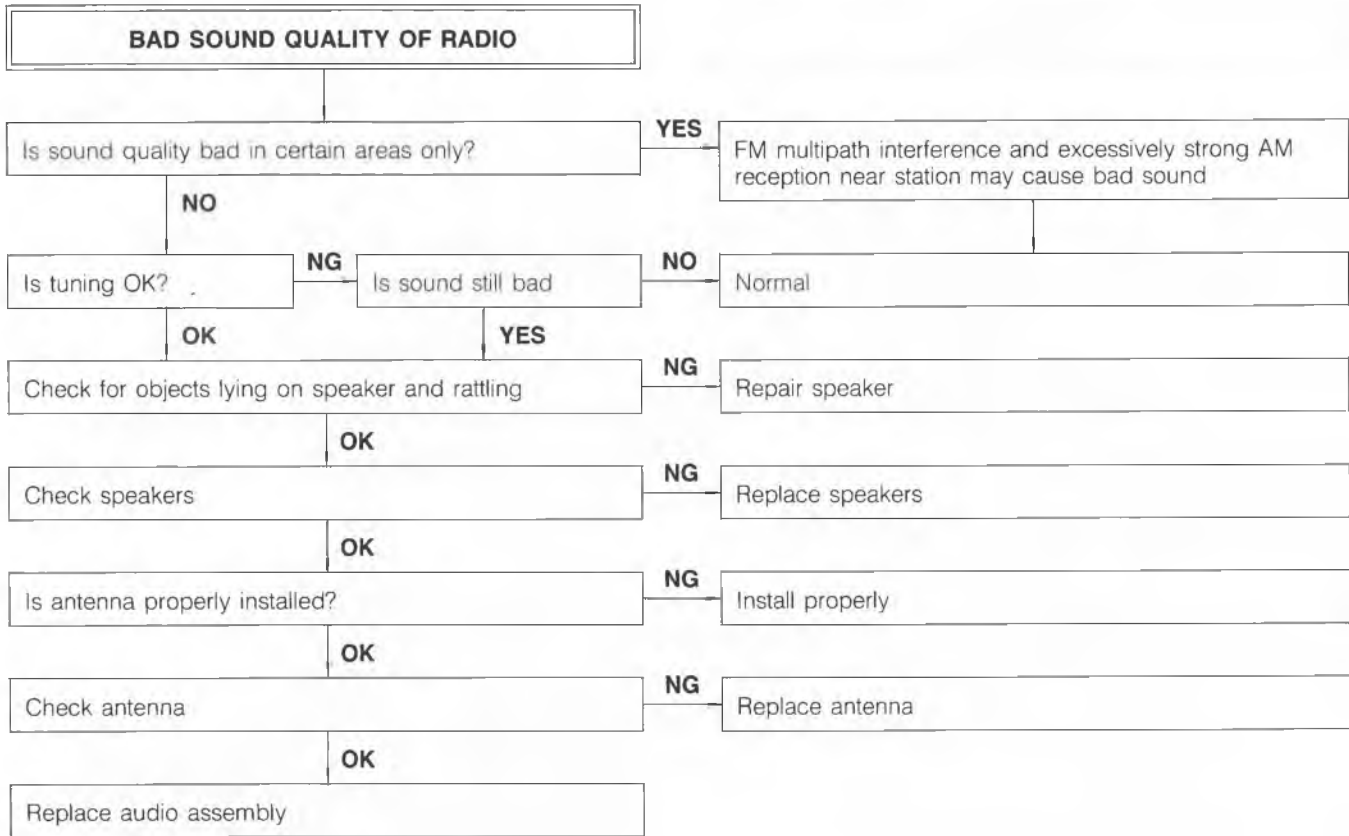 BAD SOUND QUALITY OF RADIO
Is sound quality bad in certain areas only?
YES
FM multipath interference and excessively strong AM
reception near station may cause bad sound
NO
Is tuning OK?
NG
Is sound still bad
NO
Normal
OK
YES
Check for objects lying on speaker and rattling
NG
Repair speaker
OK
Check speakers
NG
Replace speakers
OK
Is antenna properly installed?
NG
Install properly
OK
Check antenna
NG
Replace antenna
OK
Replace audio assembly